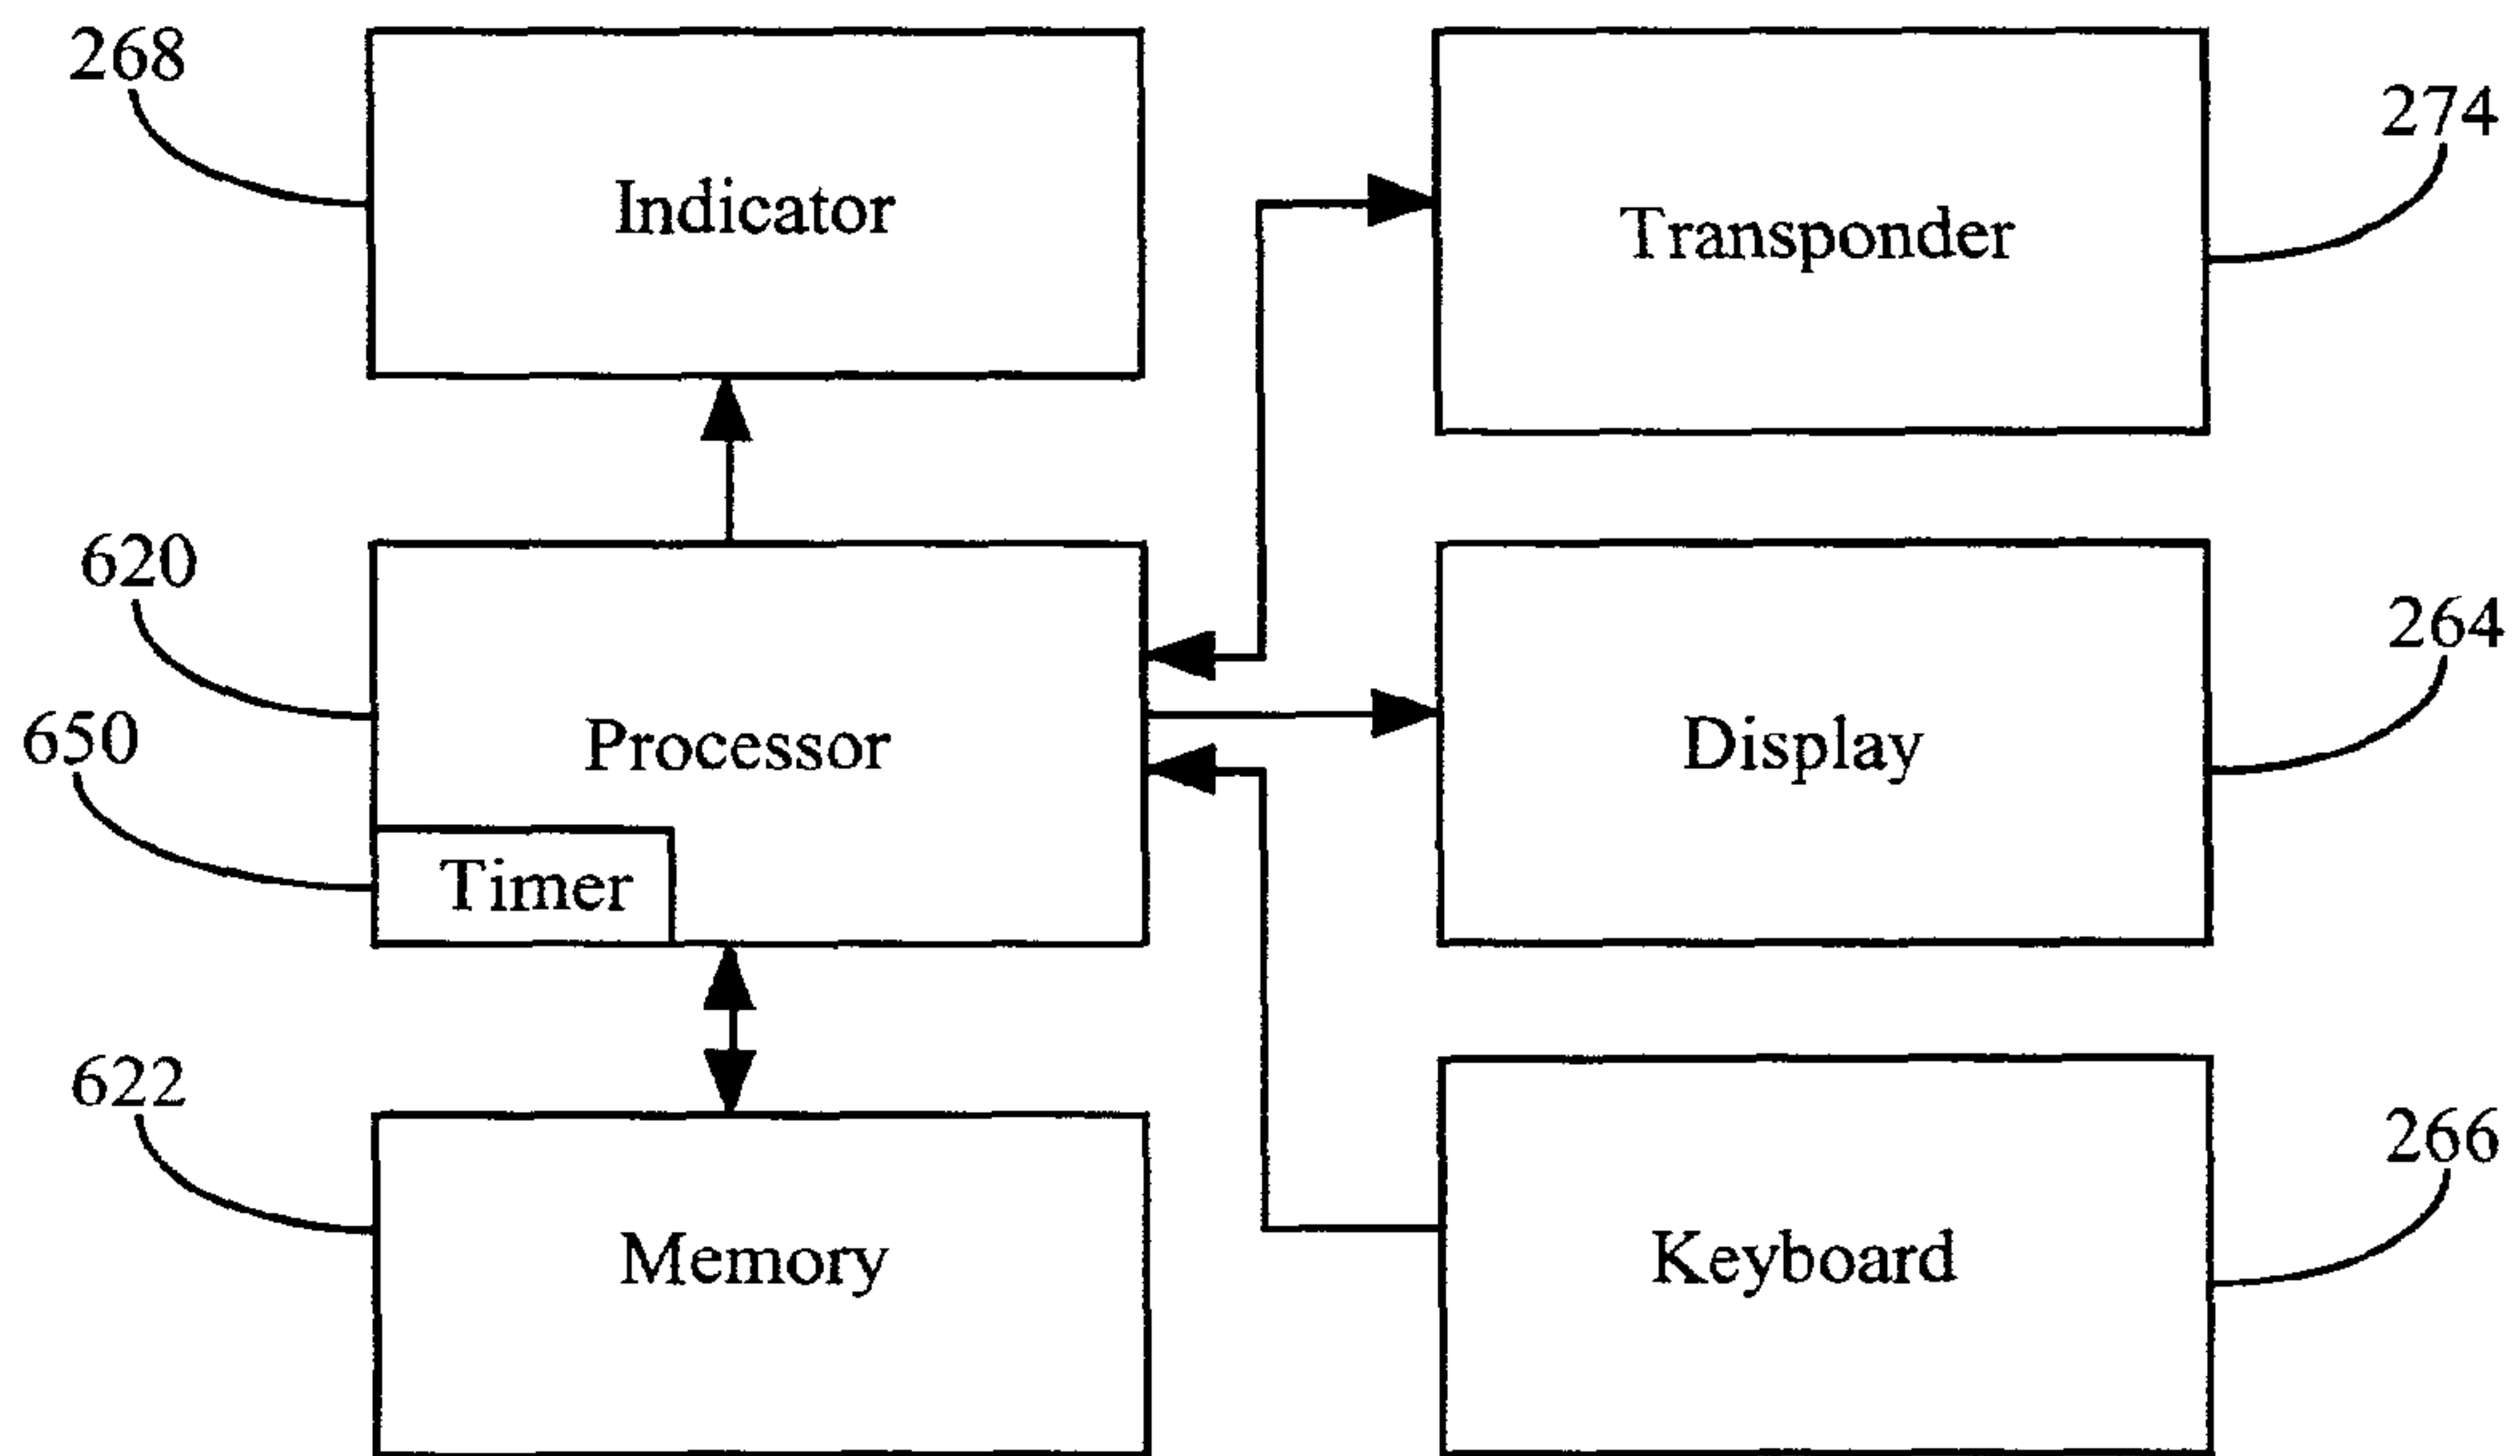 268
Indicator
274
Transponder
620
650
Processor
Timer
264
Display
622
Memory
266
Keyboard